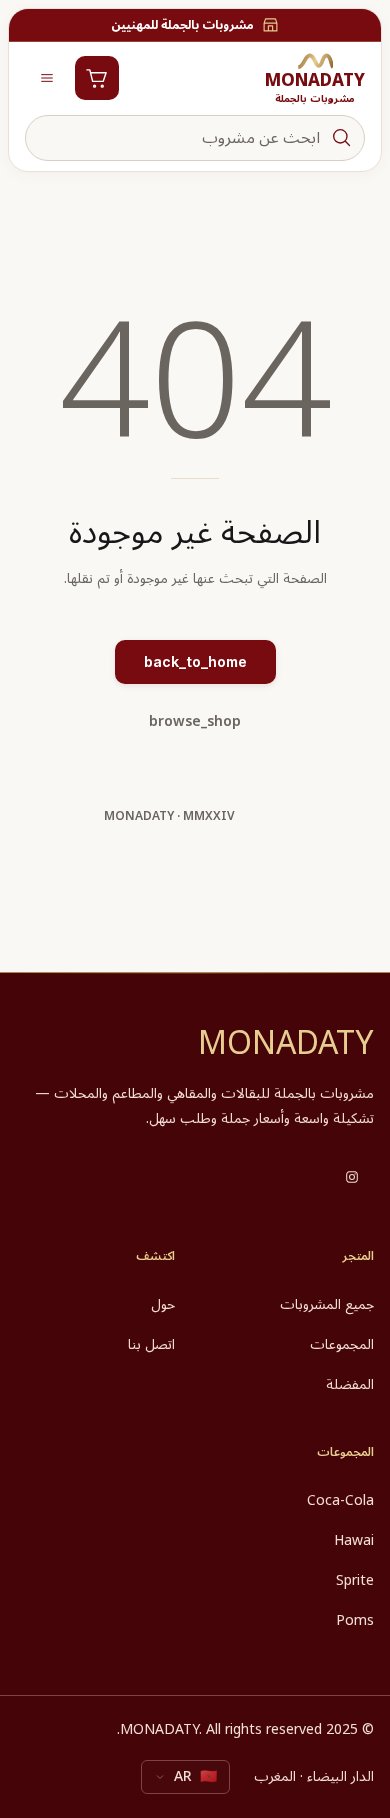 مشروبات بالجملة للمهنيين
MONADATY
مشروبات بالجملة
ابحث عن مشروب
404
الصفحة غير موجودة
الصفحة التي تبحث عنها غير موجودة أو تم نقلها.
back_to_home
browse_shop
MONADATY · MMXXIV
MONADATY
مشروبات بالجملة للبقالات والمقاهي والمطاعم والمحلات —
تشكيلة واسعة وأسعار جملة وطلب سهل.
المتجر
جميع المشروبات
المجموعات
المفضلة
اكتشف
حول
اتصل بنا
المجموعات
Coca-Cola
Hawai
Sprite
Poms
© 2025 MONADATY. All rights reserved.
الدار البيضاء · المغرب
AR